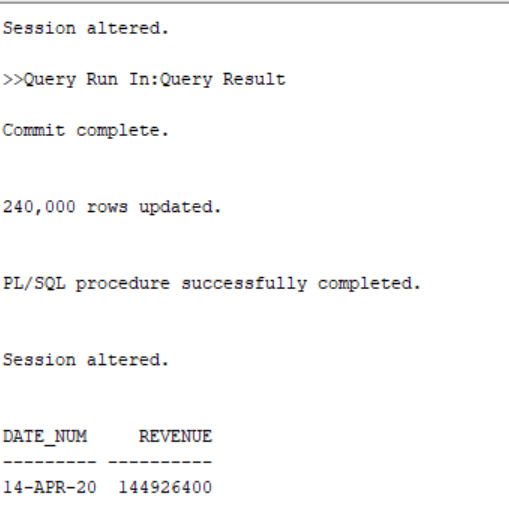 Session altered.
>>Query Run In:Query Result
Commit complete.
240,000 rows updated.
PL/SQL procedure successfully completed.
Session altered.
DATE_NUM     REVENUE
--------- ----------
14-APR-20  144926400